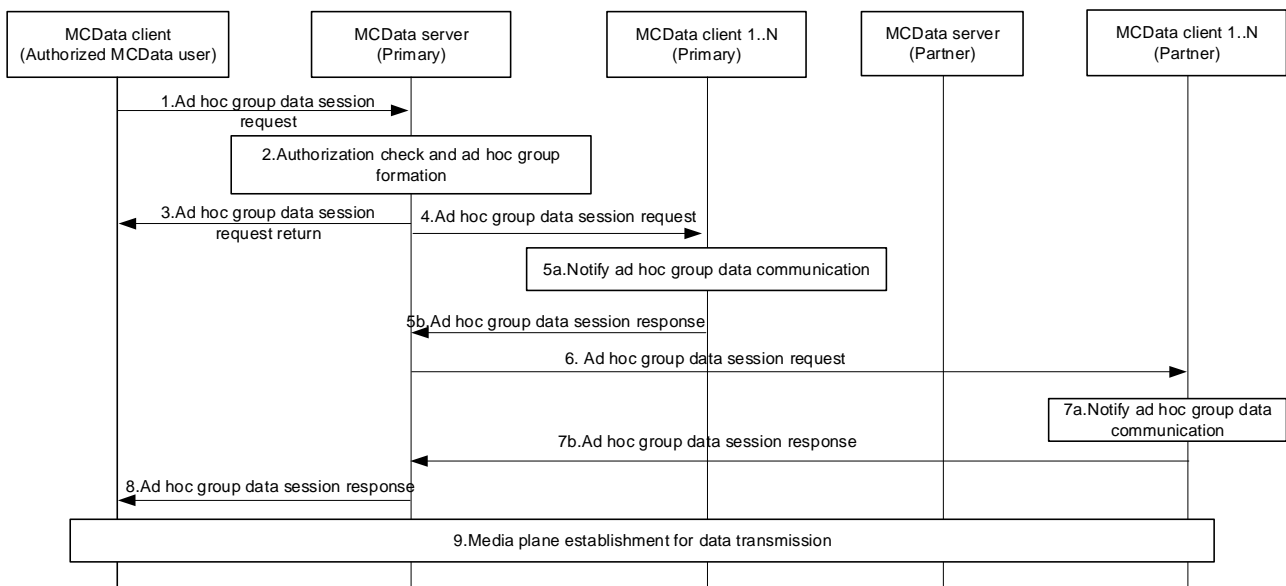 MCData client
(Authorized MCData user)
MCData server
(Primary)
MCData client 1..N
(Primary)
MCData server
(Partner)
MCData client 1..N
(Partner)
1.Ad hoc group data session
request
2.Authorization check and ad hoc group
formation
3.Ad hoc group data session
request return
4.Ad hoc group data session request
5a.Notify ad hoc group data communication
5b.Ad hoc group data session response
6. Ad hoc group data session request
7a.Notify ad hoc group data
communication
7b.Ad hoc group data session response
8.Ad hoc group data session response
9.Media plane establishment for data transmission